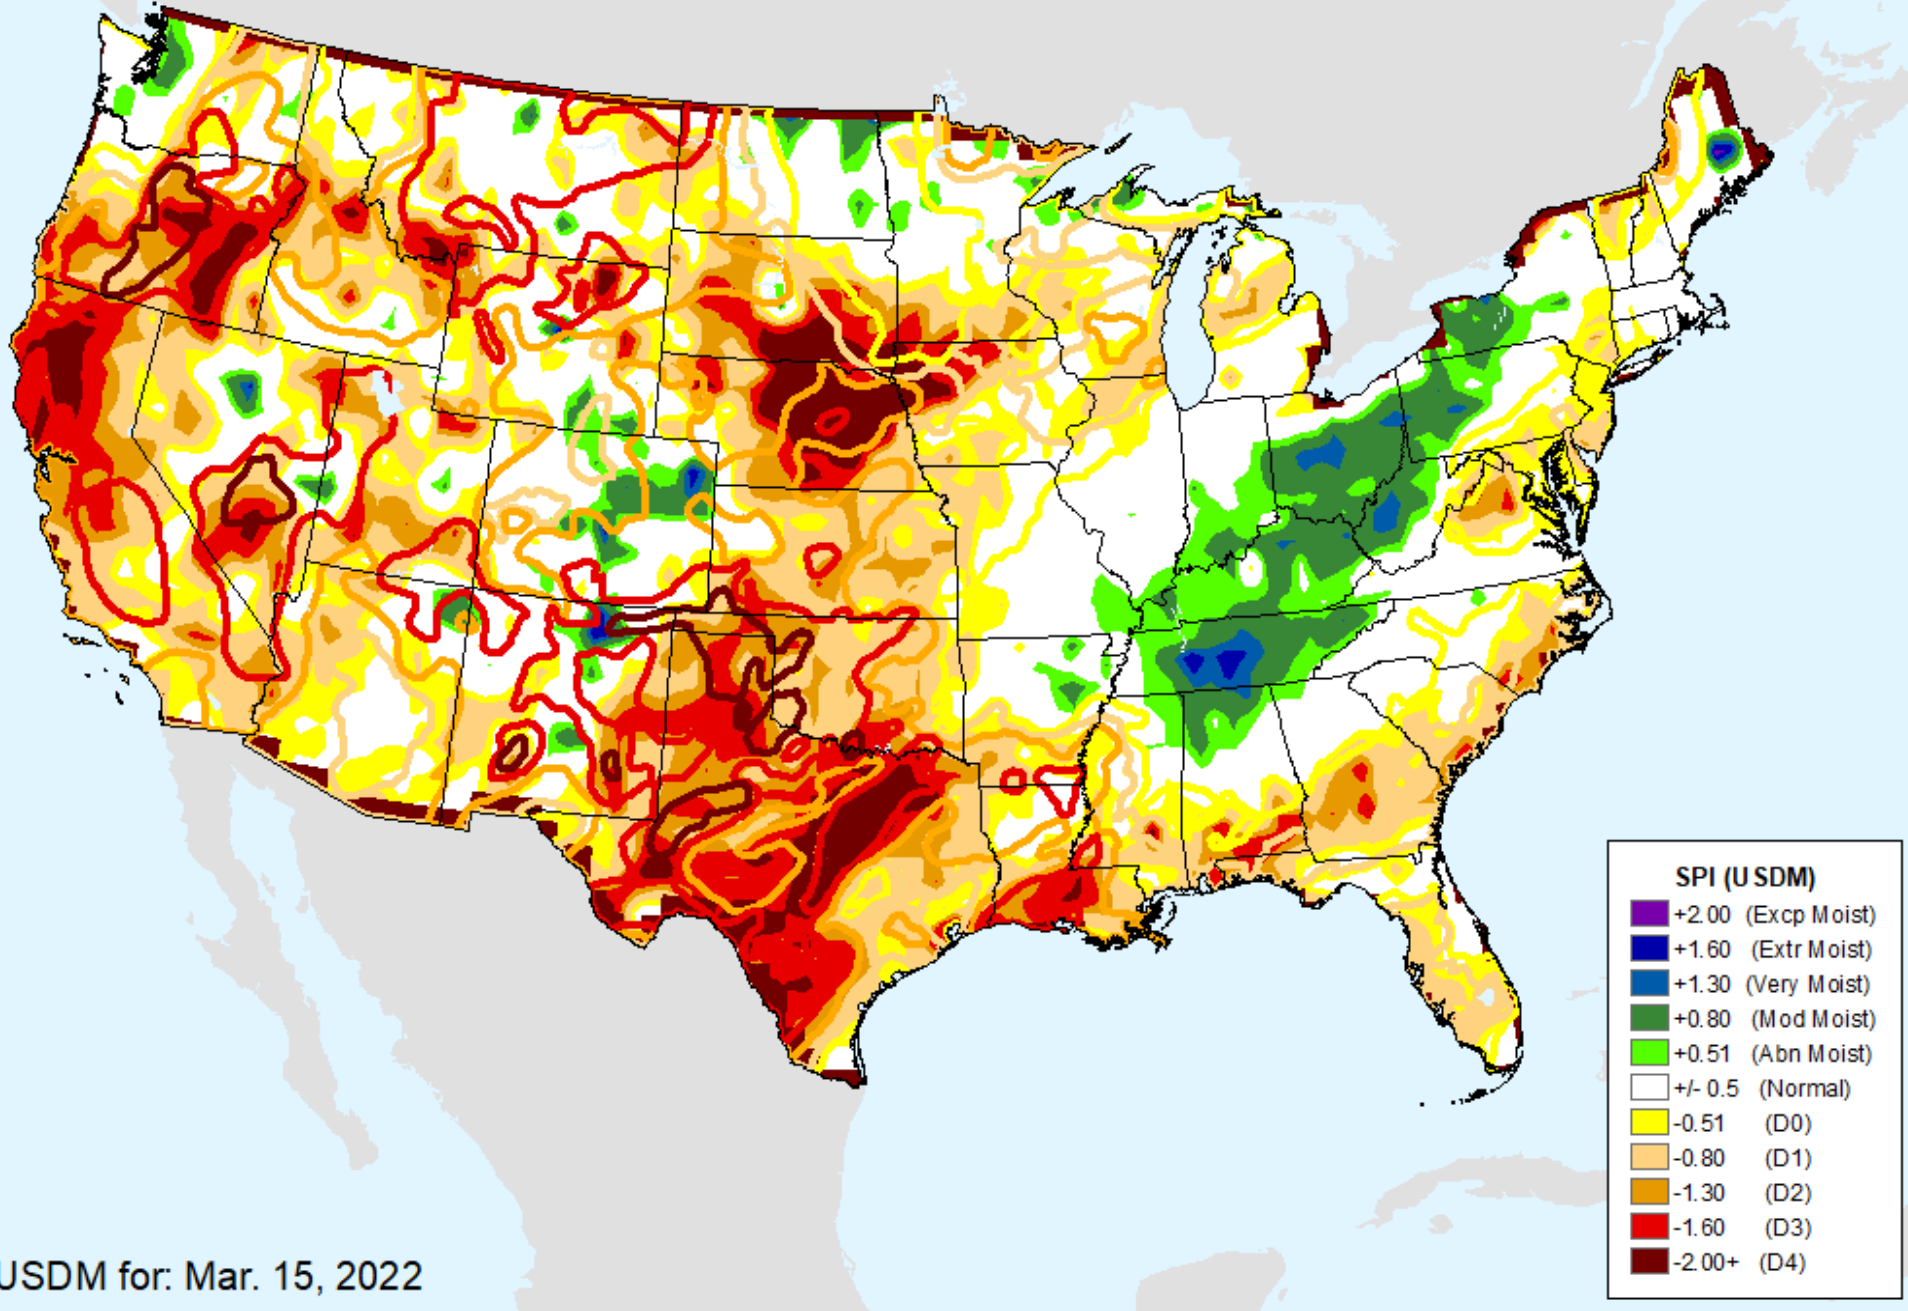 SPI (USDM)
+2.00 (Excp Moist)
+1.60 (Extr Moist)
+1.30 (Very Moist)
+0.80 (Mod Moist)
+0.51 (Abn Moist)
+/- 0.5 (Normal)
-0.51 (D0)
-0.80 (D1)
-1.30 (D2)
-1.60 (D3)
-2.00+ (D4)
USDM for: Mar. 15, 2022